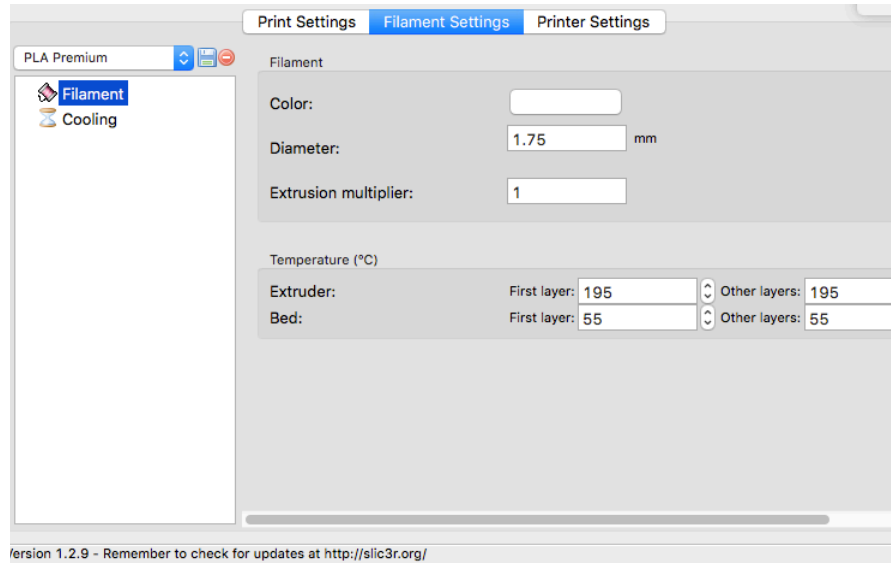 Print Settings Filament Settings Printer Settings
PLA Premium
Filament
Cooling
Filament
Color:
Diameter: 1.75 mm
Extrusion multiplier: 1
Temperature (°C)
Extruder: First layer: 195 Other layers: 195
Bed: First layer: 55 Other layers: 55
Version 1.2.9 - Remember to check for updates at http://slic3r.org/